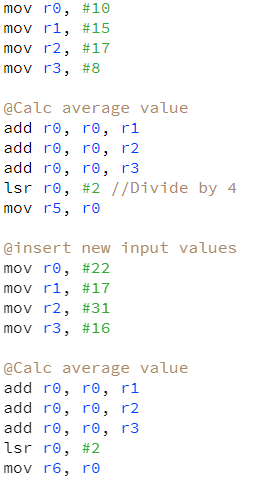 mov r0, #10
mov r1, #15
mov r2, #17
mov r3, #8
@Calc average value
add r0, r0, r1
add r0, r0, r2
add r0, r0, r3
lsr r0, #2 //Divide by 4
mov r5, r0
@insert new input values
mov r0, #22
mov r1, #17
mov r2, #31
mov r3, #16
@Calc average value
add r0, r0, r1
add r0, r0, r2
add r0, r0, r3
lsr r0, #2
mov r6, r0